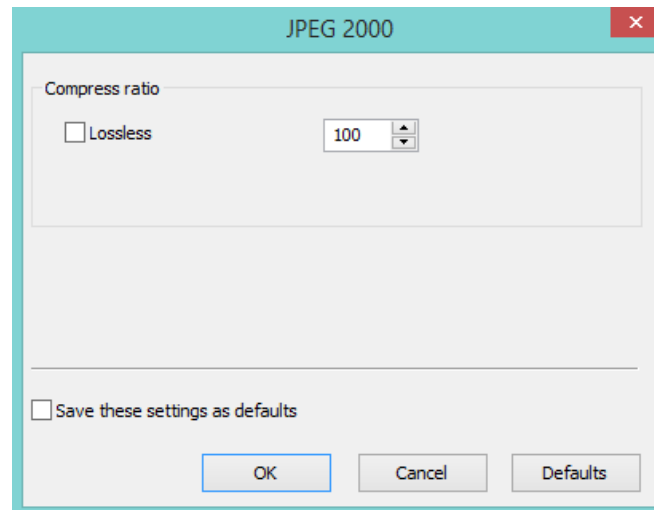 JPEG 2000
Compress ratio
Lossless 100
Save these settings as defaults
OK Cancel Defaults